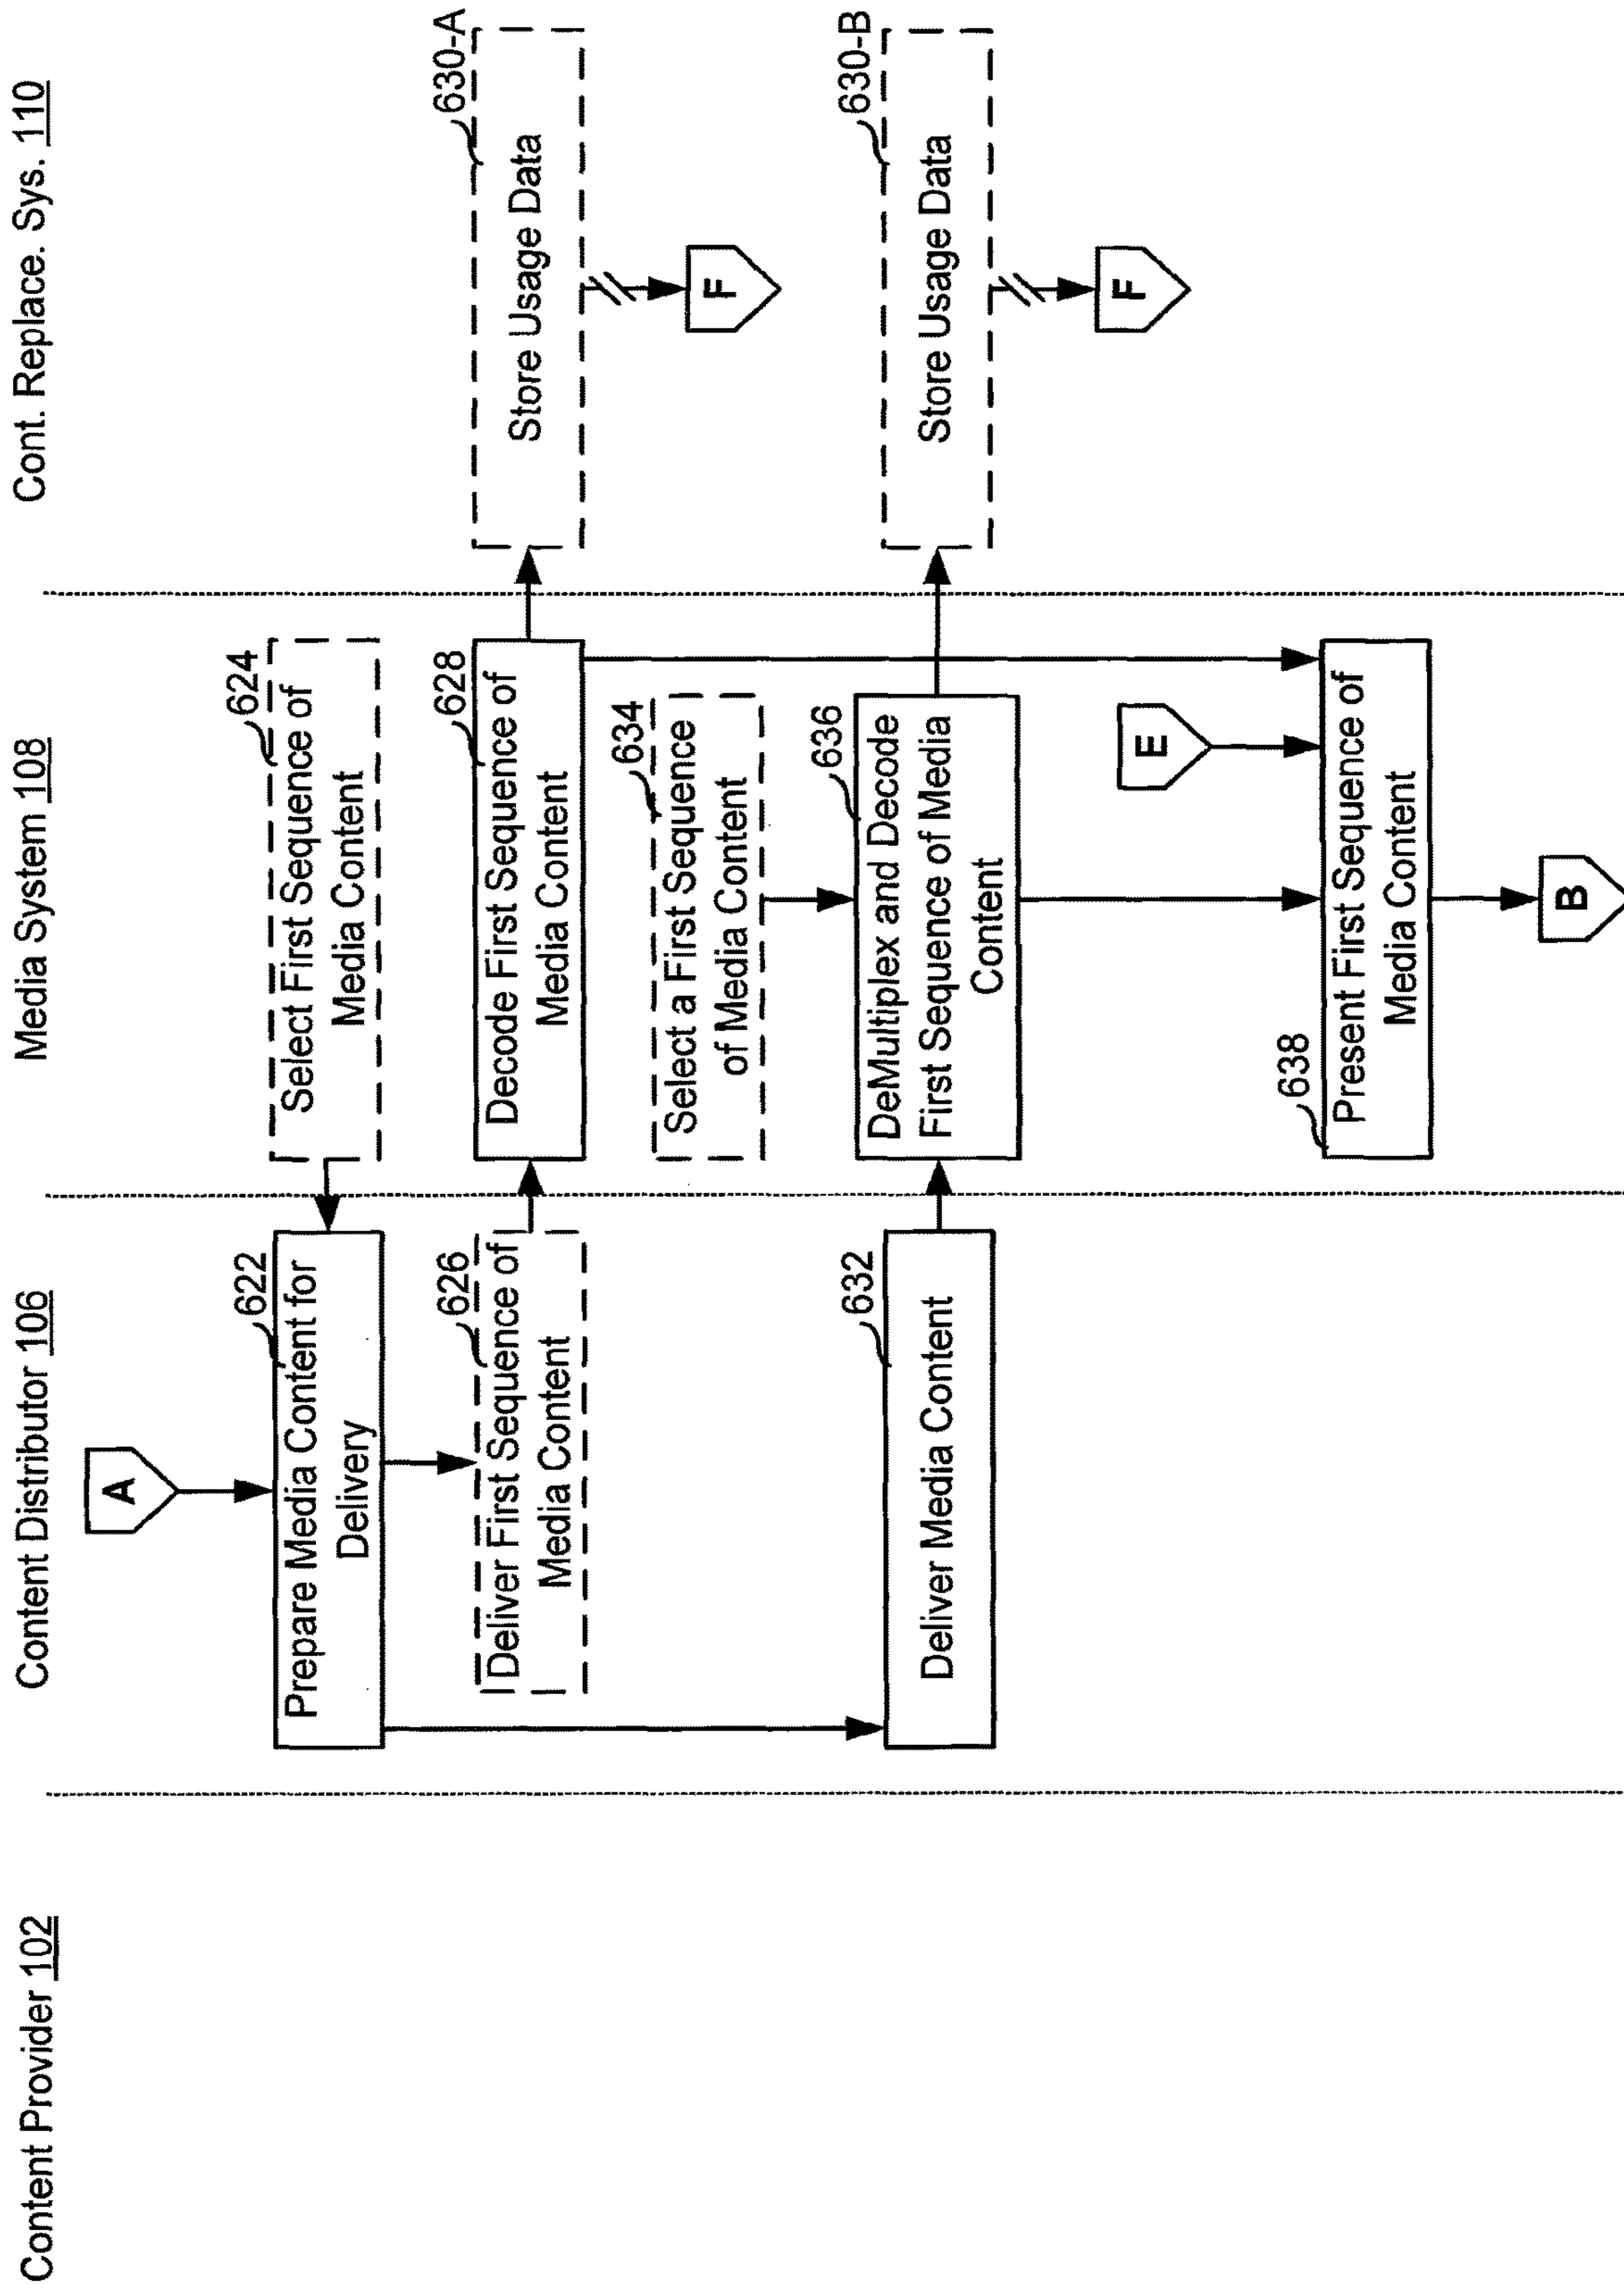 Content Provider 102
Content Distributor 106
Media System 108
Cont. Replace. Sys. 110
A
622
Prepare Media Content for
Delivery
624
Select First Sequence of
Media Content
626
Deliver First Sequence of
Media Content
628
Decode First Sequence of
Media Content
630-A
Store Usage Data
F
634
Select a First Sequence
of Media Content
632
Deliver Media Content
636
DeMultiplex and Decode
First Sequence of Media
Content
630-B
Store Usage Data
F
E
638
Present First Sequence of
Media Content
B